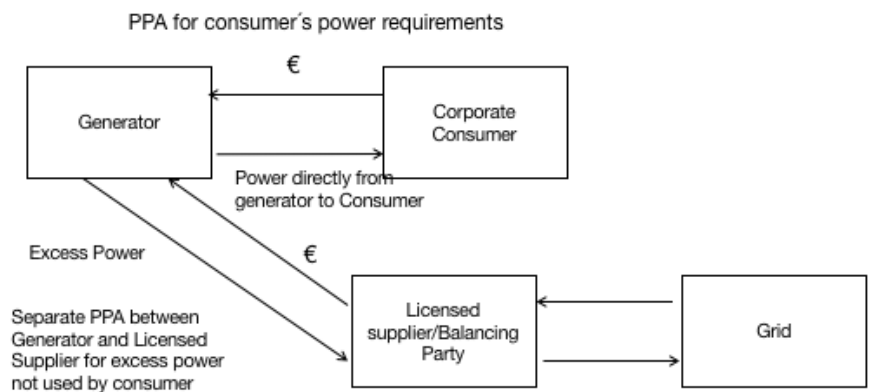 PPA for consumer´s power requirements
€
Generator
Corporate
Consumer
Power directly from
generator to Consumer
Excess Power
€
Separate PPA between
Generator and Licensed
Supplier for excess power
not used by consumer
Licensed
supplier/Balancing
Party
Grid